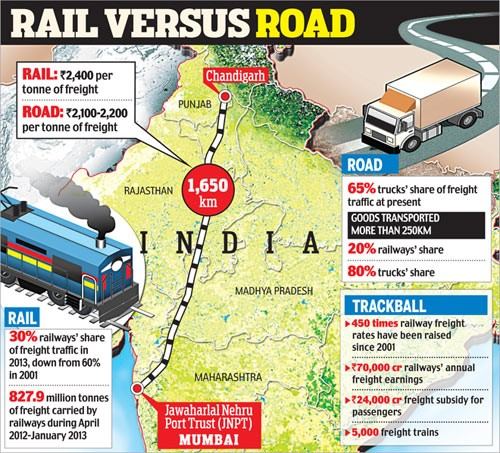 RAIL VERSUS ROAD
RAIL: ₹2,400 per
tonne of freight
ROAD: ₹2,100-2,200
per tonne of freight
Chandigarh
PUNJAB
RAJASTHAN
1,650
km
INDIA
MADHYA PRADESH
MAHARASHTRA
Jawaharlal Nehru
Port Trust (JNPT)
MUMBAI
RAIL
30% railways' share
of freight traffic in
2013, down from 60%
in 2001
827.9 million tonnes
of freight carried by
railways during April
2012-January 2013
ROAD
65% trucks' share of freight
traffic at present
GOODS TRANSPORTED
MORE THAN 250KM
20% railways' share
80% trucks' share
TRACKBALL
450 times railway freight
rates have been raised
since 2001
₹70,000 cr railways' annual
freight earnings
₹24,000 cr freight subsidy for
passengers
5,000 freight trains